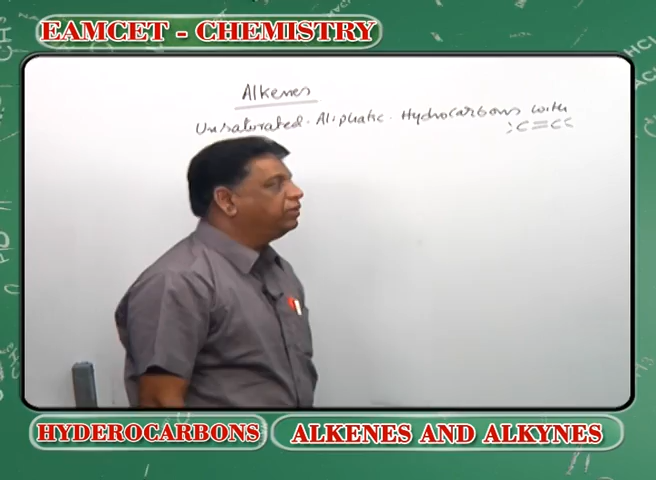 EAMCET - CHEMISTRY
Alkenes
Unsaturated. Aliphatic. Hydrocarbons with
>C=C<
HYDEROCARBONS
ALKENES AND ALKYNES